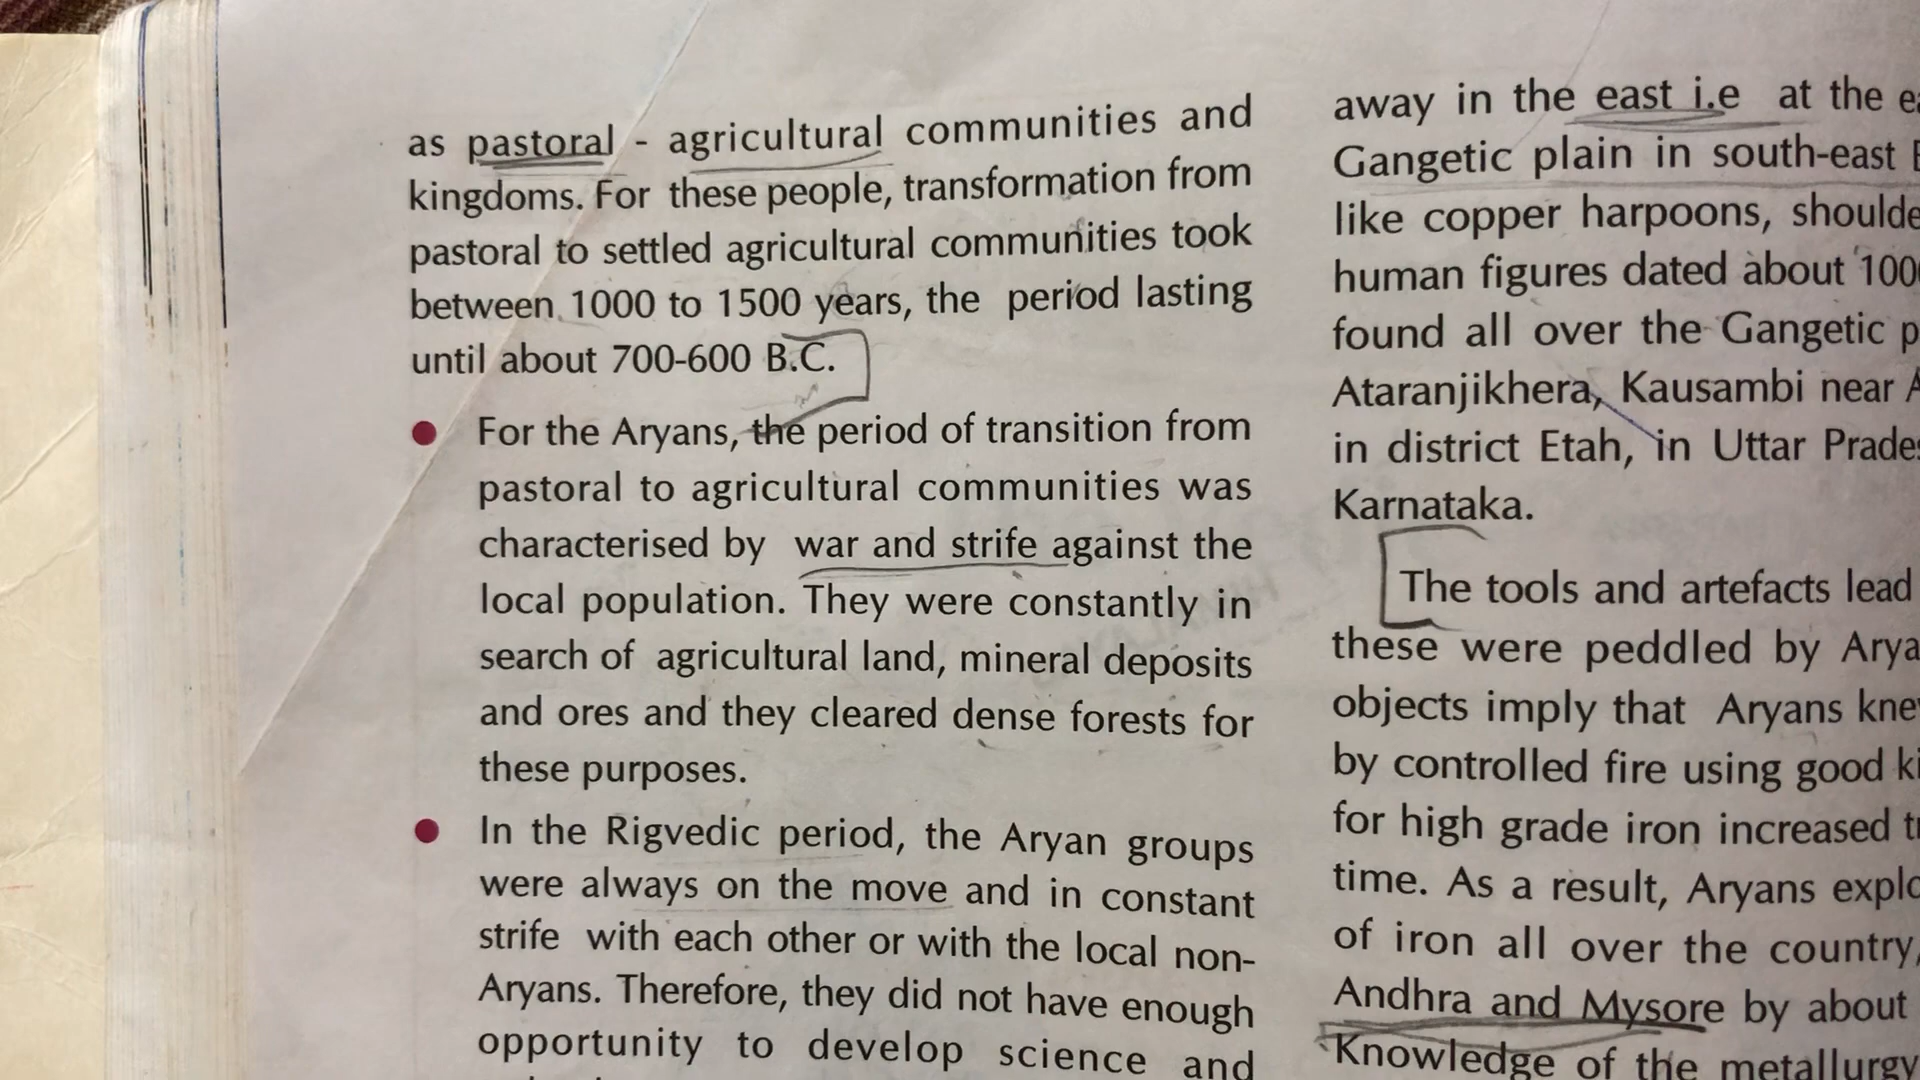 as pastoral - agricultural communities and
kingdoms. For these people, transformation from
pastoral to settled agricultural communities took
between 1000 to 1500 years, the period lasting
until about 700-600 B.C.
● For the Aryans, the period of transition from
pastoral to agricultural communities was
characterised by war and strife against the
local population. They were constantly in
search of agricultural land, mineral deposits
and ores and they cleared dense forests for
these purposes.
● In the Rigvedic period, the Aryan groups
were always on the move and in constant
strife with each other or with the local non-
Aryans. Therefore, they did not have enough
opportunity to develop science and
away in the east i.e at the
Gangetic plain in south-east
like copper harpoons,
human figures dated about
found all over the Gangetic
Ataranjikhera, Kausambi near
in district Etah, in Uttar
Karnataka.
The tools and artefacts lead
these were peddled by
objects imply that Aryans
by controlled fire using good
for high grade iron increased
time. As a result, Aryans
of iron all over the country,
Andhra and Mysore by about
Knowledge of the metallurgy